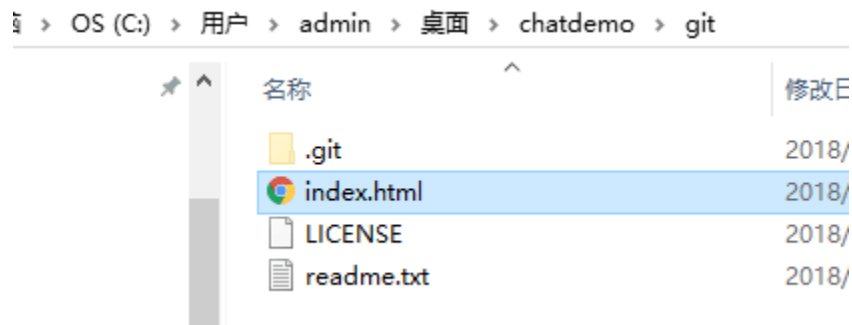 OS (C:) > 用户 > admin > 桌面 > chatdemo > git
名称 修改日
.git 2018/
index.html 2018/
LICENSE 2018/
readme.txt 2018/